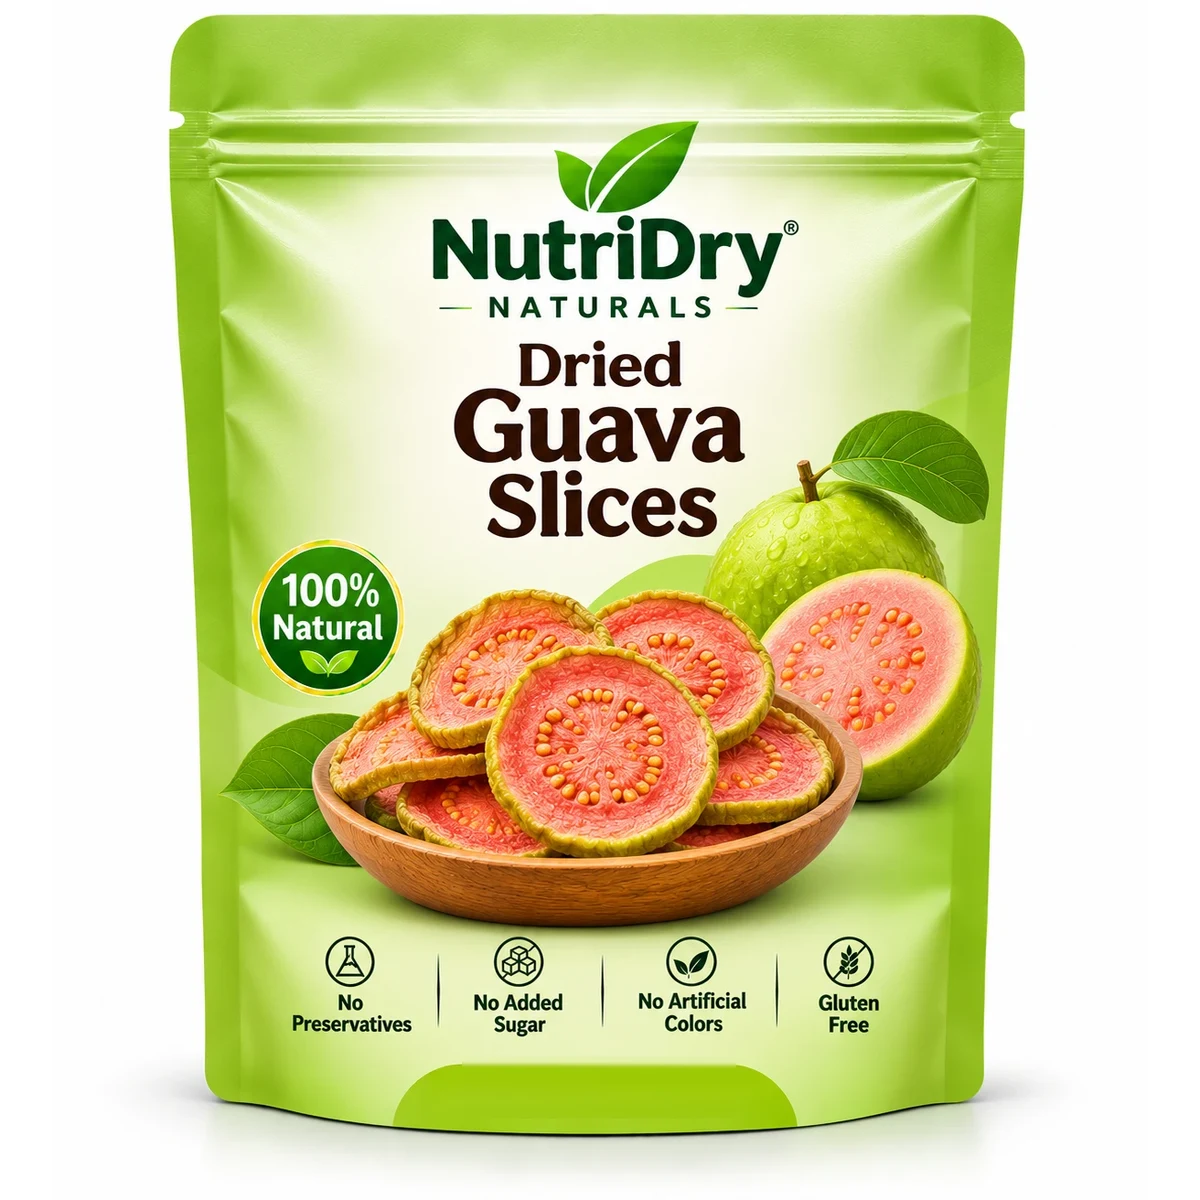 NutriDry®
NATURALS
Dried
Guava
Slices
100%
Natural
No
Preservatives
No Added
Sugar
No Artificial
Colors
Gluten
Free